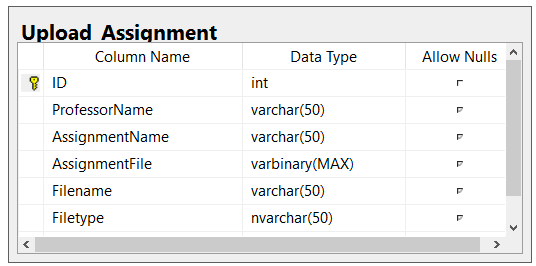 Upload_Assignment
Column Name Data Type Allow Nulls
ID int
ProfessorName varchar(50)
AssignmentName varchar(50)
AssignmentFile varbinary(MAX)
Filename varchar(50)
Filetype nvarchar(50)